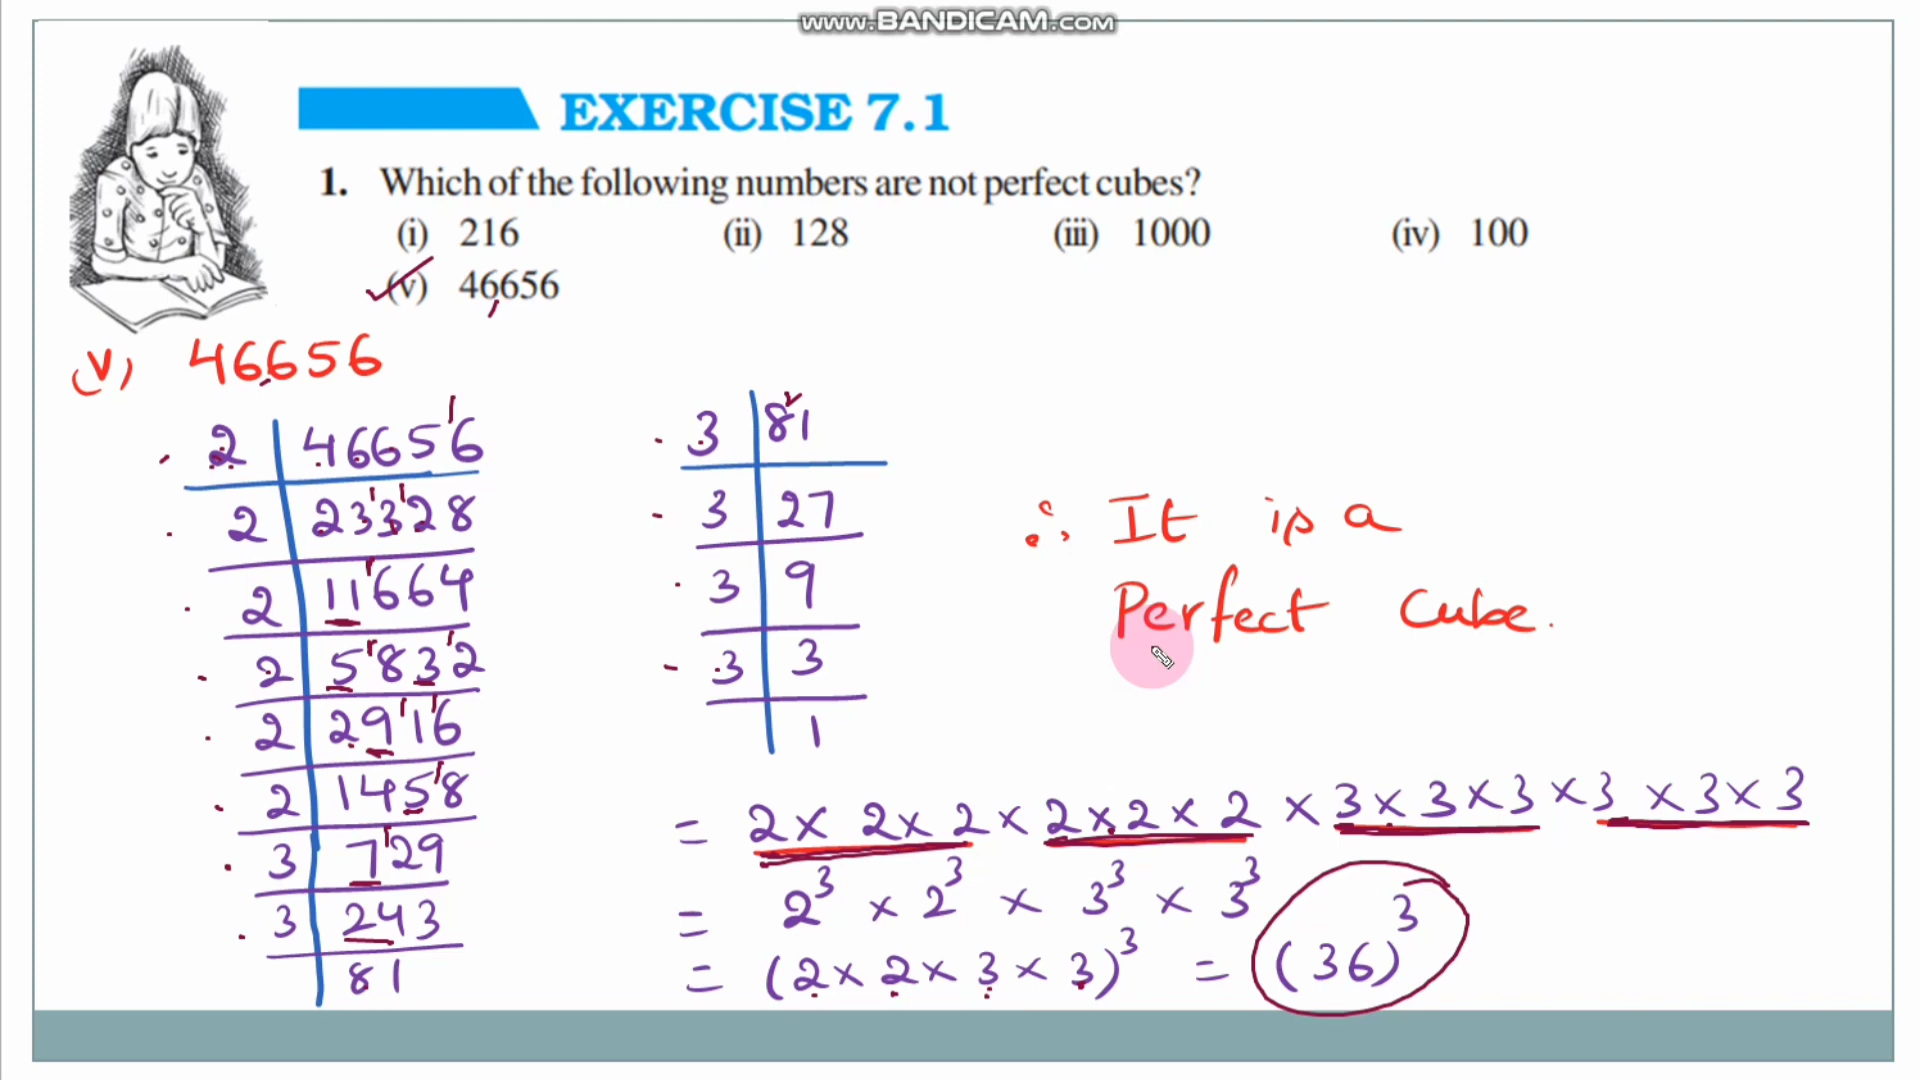 www.BANDICAM.com
EXERCISE 7.1
1. Which of the following numbers are not perfect cubes?
(i) 216 (ii) 128 (iii) 1000 (iv) 100
(v) 46656
(v) 46656
2 46656
2 23328
2 11664
2 5832
2 2916
2 1458
3 729
3 243
81
3 81
3 27
3 9
3 3
1
∴ It is a
Perfect Cube.
= 2 × 2 × 2 × 2 × 2 × 2 × 3 × 3 × 3 × 3 × 3 × 3
= 2³ × 2³ × 3³ × 3³
= (2 × 2 × 3 × 3)³ = (36)³